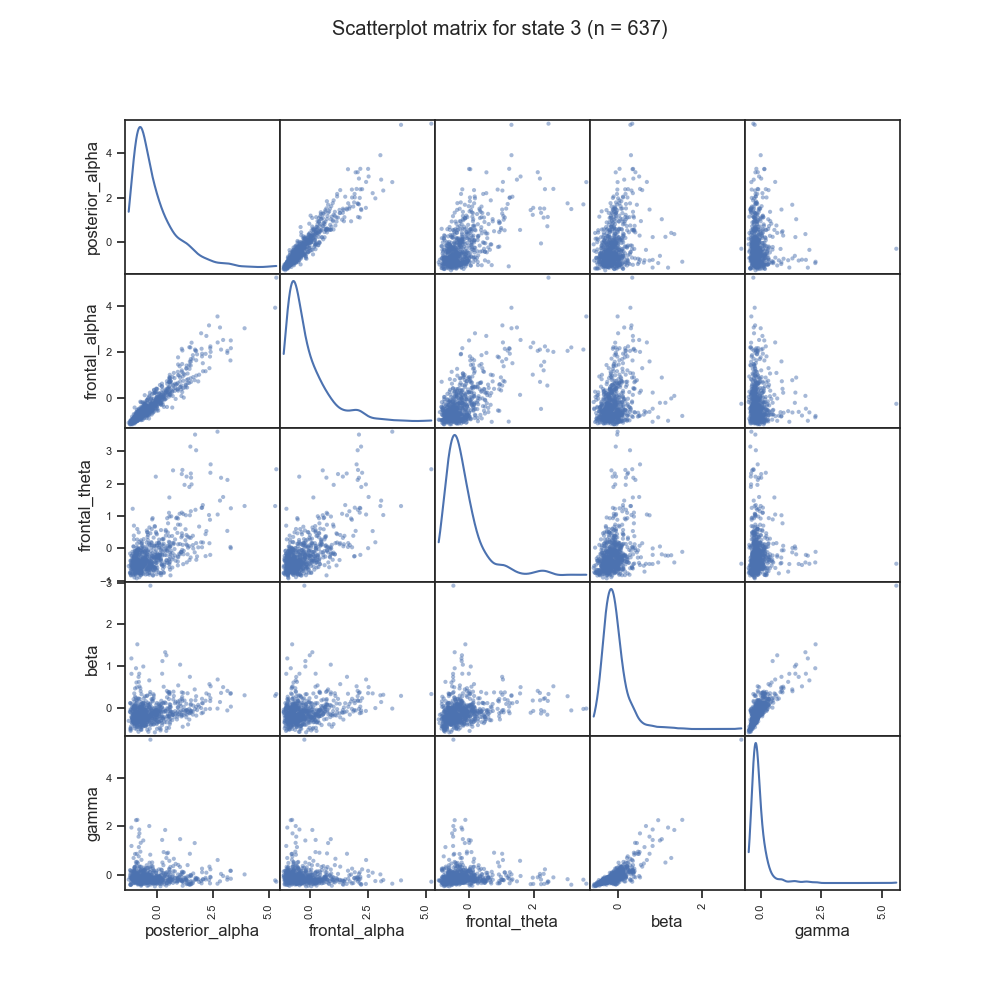 Scatterplot matrix for state 3 (n = 637)
posterior_alpha
4
2
0
frontal_alpha
4
2
0
frontal_theta
3
2
1
0
−1
beta
3
2
1
0
gamma
4
2
0
0.0 2.5 5.0 0.0 2.5 5.0 0 2 0 2 0.0 2.5 5.0
posterior_alpha frontal_alpha frontal_theta beta gamma